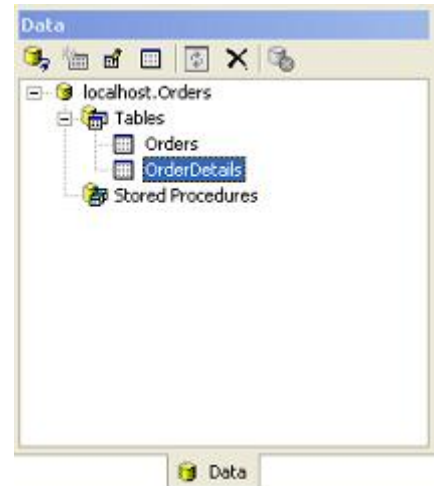 Data
localhost.Orders
Tables
Orders
OrderDetails
Stored Procedures
Data